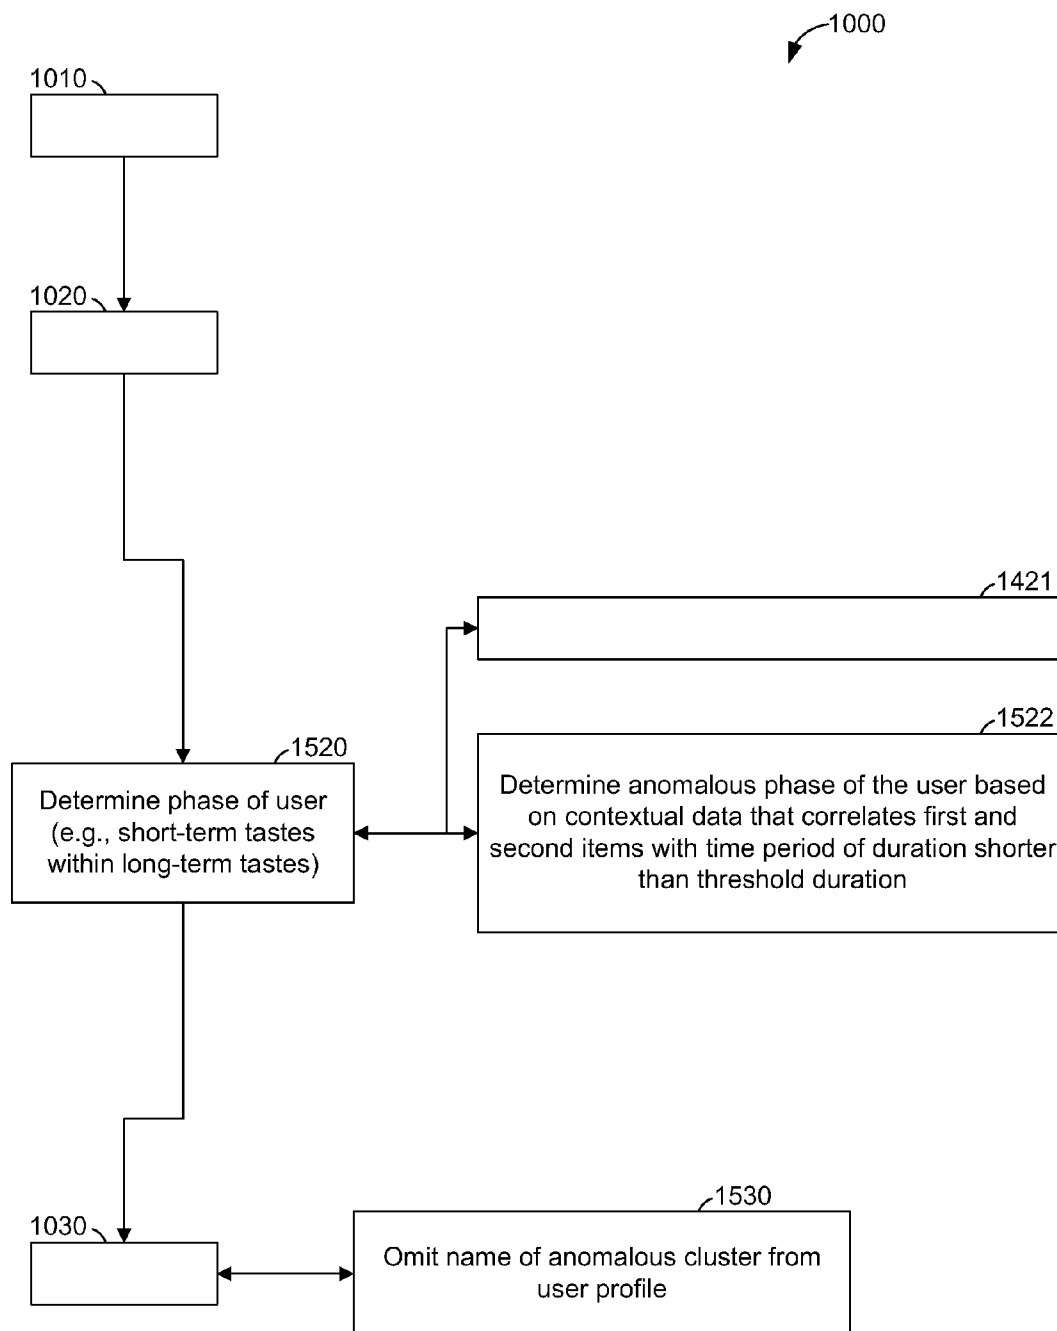 1000
1010
1020
1421
1522
Determine anomalous phase of the user based
on contextual data that correlates first and
second items with time period of duration shorter
than threshold duration
1520
Determine phase of user
(e.g., short-term tastes
within long-term tastes)
1530
Omit name of anomalous cluster from
user profile
1030